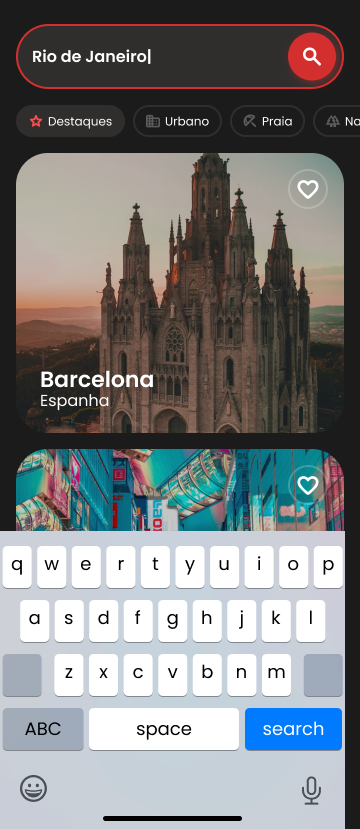 Rio de Janeiro
Destaques
Urbano
Praia
Na
Barcelona
Espanha
q w e r t y u i o p
a s d f g h j k l
z x c v b n m
ABC space search